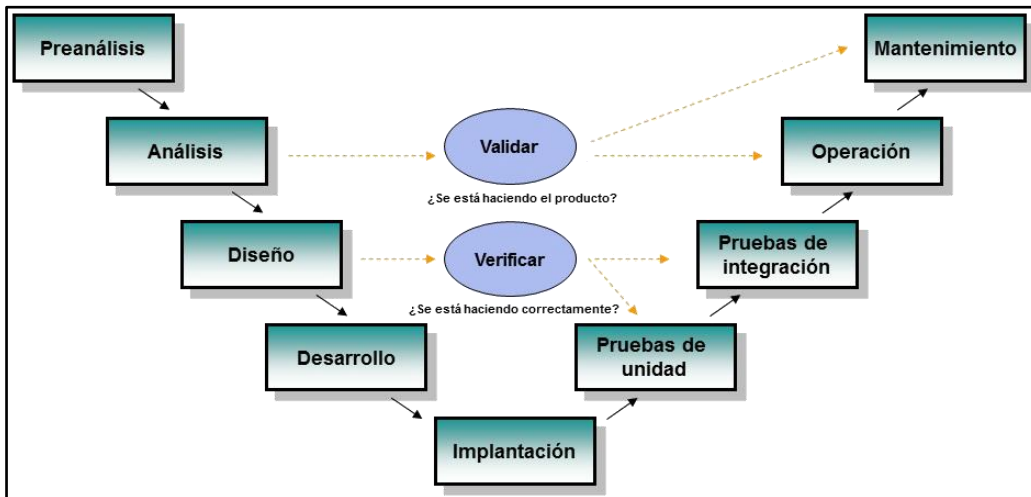 Preanálisis
Mantenimiento
Análisis
Validar
Operación
¿Se está haciendo el producto?
Diseño
Verificar
Pruebas de
integración
¿Se está haciendo correctamente?
Desarrollo
Pruebas de
unidad
Implantación